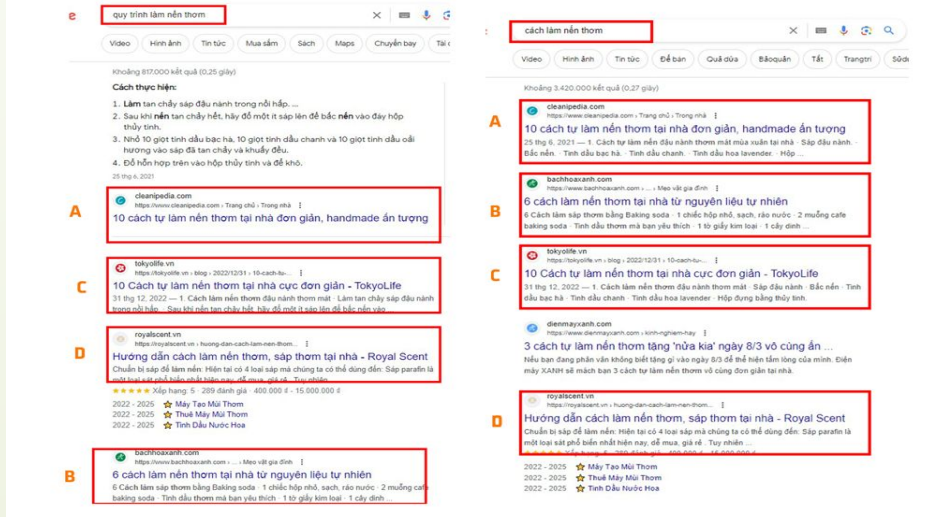 quy trình làm nến thơm
Video
Hình ảnh
Tin tức
Mua sắm
Sách
Maps
Chuyến bay
Khoảng 817.000 kết quả (0,25 giây)
Cách thực hiện:
1. Làm tan chảy sáp đậu nành trong nồi hấp. ...
2. Sau khi nến tan chảy hết, hãy đổ một ít sáp lên đế bấc nến vào đáy hộp
thủy tinh.
3. Nhỏ 10 giọt tinh dầu bạc hà, 10 giọt tinh dầu chanh và 10 giọt tinh dầu oải
hương vào sáp đã tan chảy và khuấy đều.
4. Đổ hỗn hợp trên vào hộp thủy tinh và để khô.
25 thg 6, 2021
A
cleanipedia.com
https://www.cleanipedia.com › Trang chủ › Trong nhà
10 cách tự làm nến thơm tại nhà đơn giản, handmade ấn tượng
C
tokyolife.vn
https://tokyolife.vn › blog › 2022/12/31 › 10-cach-tu-...
10 Cách tự làm nến thơm tại nhà cực đơn giản - TokyoLife
31 thg 12, 2022 — 1. Cách làm nến thơm đậu thơm mát · Làm tan chảy sáp đậu nành
trong nồi hấp. · Sau khi nến tan chảy hết, hãy đổ một ít sáp lên đế bấc nến vào ...
D
royalscent.vn
https://royalscent.vn › huong-dan-cach-lam-nen-thom...
Hướng dẫn cách làm nến thơm, sáp thơm tại nhà - Royal Scent
Chuẩn bị sáp để làm nến: Hiện tại có 4 loại sáp mà chúng ta có thể dùng đến: Sáp parafin là
một loại sáp phổ biến nhất hiện nay, dễ mua, giá rẻ . Tuy nhiên ...
Xếp hạng: 5 · 289 đánh giá · 400.000 ₫ - 15.000.000 ₫
2022 - 2025 Máy Tạo Mùi Thơm
2022 - 2025 Thuê Máy Mùi Thơm
2022 - 2025 Tinh Dầu Nước Hoa
B
bachhoaxanh.com
https://www.bachhoaxanh.com › ... › Mẹo vặt gia đình
6 cách làm nến thơm tại nhà từ nguyên liệu tự nhiên
6 Cách làm sáp thơm bằng Baking soda · 1 chiếc hộp nhỏ, sạch, ráo nước · 2 muỗng cafe
baking soda · Tinh dầu thơm mà bạn yêu thích · 1 tờ giấy kim loại · 1 cây dinh ...
cách làm nến thơm
Video
Hình ảnh
Tin tức
Để bàn
Quả dừa
Bảo quản
Tắt
Trang trí
Khoảng 3.420.000 kết quả (0,27 giây)
A
cleanipedia.com
https://www.cleanipedia.com › Trang chủ › Trong nhà
10 cách tự làm nến thơm tại nhà đơn giản, handmade ấn tượng
25 thg 6, 2021 — 1. Cách tự làm nến đậu nành thơm mát mùa xuân tại nhà · Sáp đậu nành. ·
Bấc nến. · Tinh dầu bạc hà. · Tinh dầu chanh. · Tinh dầu hoa lavender. · Hộp ...
B
bachhoaxanh.com
https://www.bachhoaxanh.com › ... › Mẹo vặt gia đình
6 cách làm nến thơm tại nhà từ nguyên liệu tự nhiên
6 Cách làm sáp thơm bằng Baking soda · 1 chiếc hộp nhỏ, sạch, ráo nước · 2 muỗng cafe
baking soda · Tinh dầu thơm mà bạn yêu thích · 1 tờ giấy kim loại · 1 cây dinh ...
C
tokyolife.vn
https://tokyolife.vn › blog › 2022/12/31 › 10-cach-tu-...
10 Cách tự làm nến thơm tại nhà cực đơn giản - TokyoLife
31 thg 12, 2022 — 1. Cách làm nến thơm đậu thơm mát · Sáp đậu nành · Bấc nến · Tinh
dầu bạc hà · Tinh dầu chanh · Tinh dầu hoa lavender · Hộp đựng bằng thủy tinh.
dienmayxanh.com
https://www.dienmayxanh.com › kinh-nghiem-hay
3 cách tự làm nến thơm tặng 'nửa kia' ngày 8/3 vô cùng ấn ...
Nếu bạn đang phân vân không biết tặng gì vào ngày 8/3 để thể hiện tấm lòng của mình. Điện
máy XANH sẽ mách bạn 3 cách tự làm nến thơm vô cùng đơn giản tại nhà.
D
royalscent.vn
https://royalscent.vn › huong-dan-cach-lam-nen-thom...
Hướng dẫn cách làm nến thơm, sáp thơm tại nhà - Royal Scent
Chuẩn bị sáp để làm nến: Hiện tại có 4 loại sáp mà chúng ta có thể dùng đến: Sáp parafin là
một loại sáp phổ biến nhất hiện nay, dễ mua, giá rẻ . Tuy nhiên ...
2022 - 2025 Máy Tạo Mùi Thơm
2022 - 2025 Thuê Máy Mùi Thơm
2022 - 2025 Tinh Dầu Nước Hoa